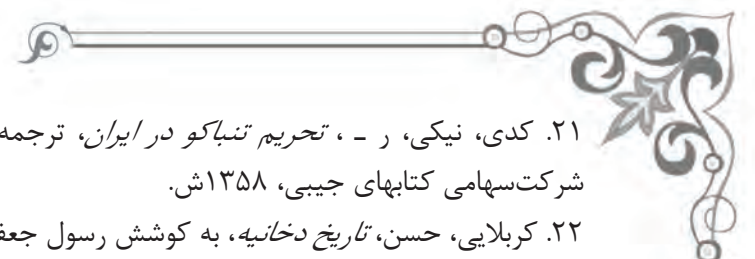 ۲۱. کدی، نیکی، ر ـ ، تحریم تنباکو در ایران، ترجمه
شرکت‌سهامی کتابهای جیبی، ۱۳۵۸ش.
۲۲. کربلایی، حسن، تاریخ دخانیه، به کوشش رسول